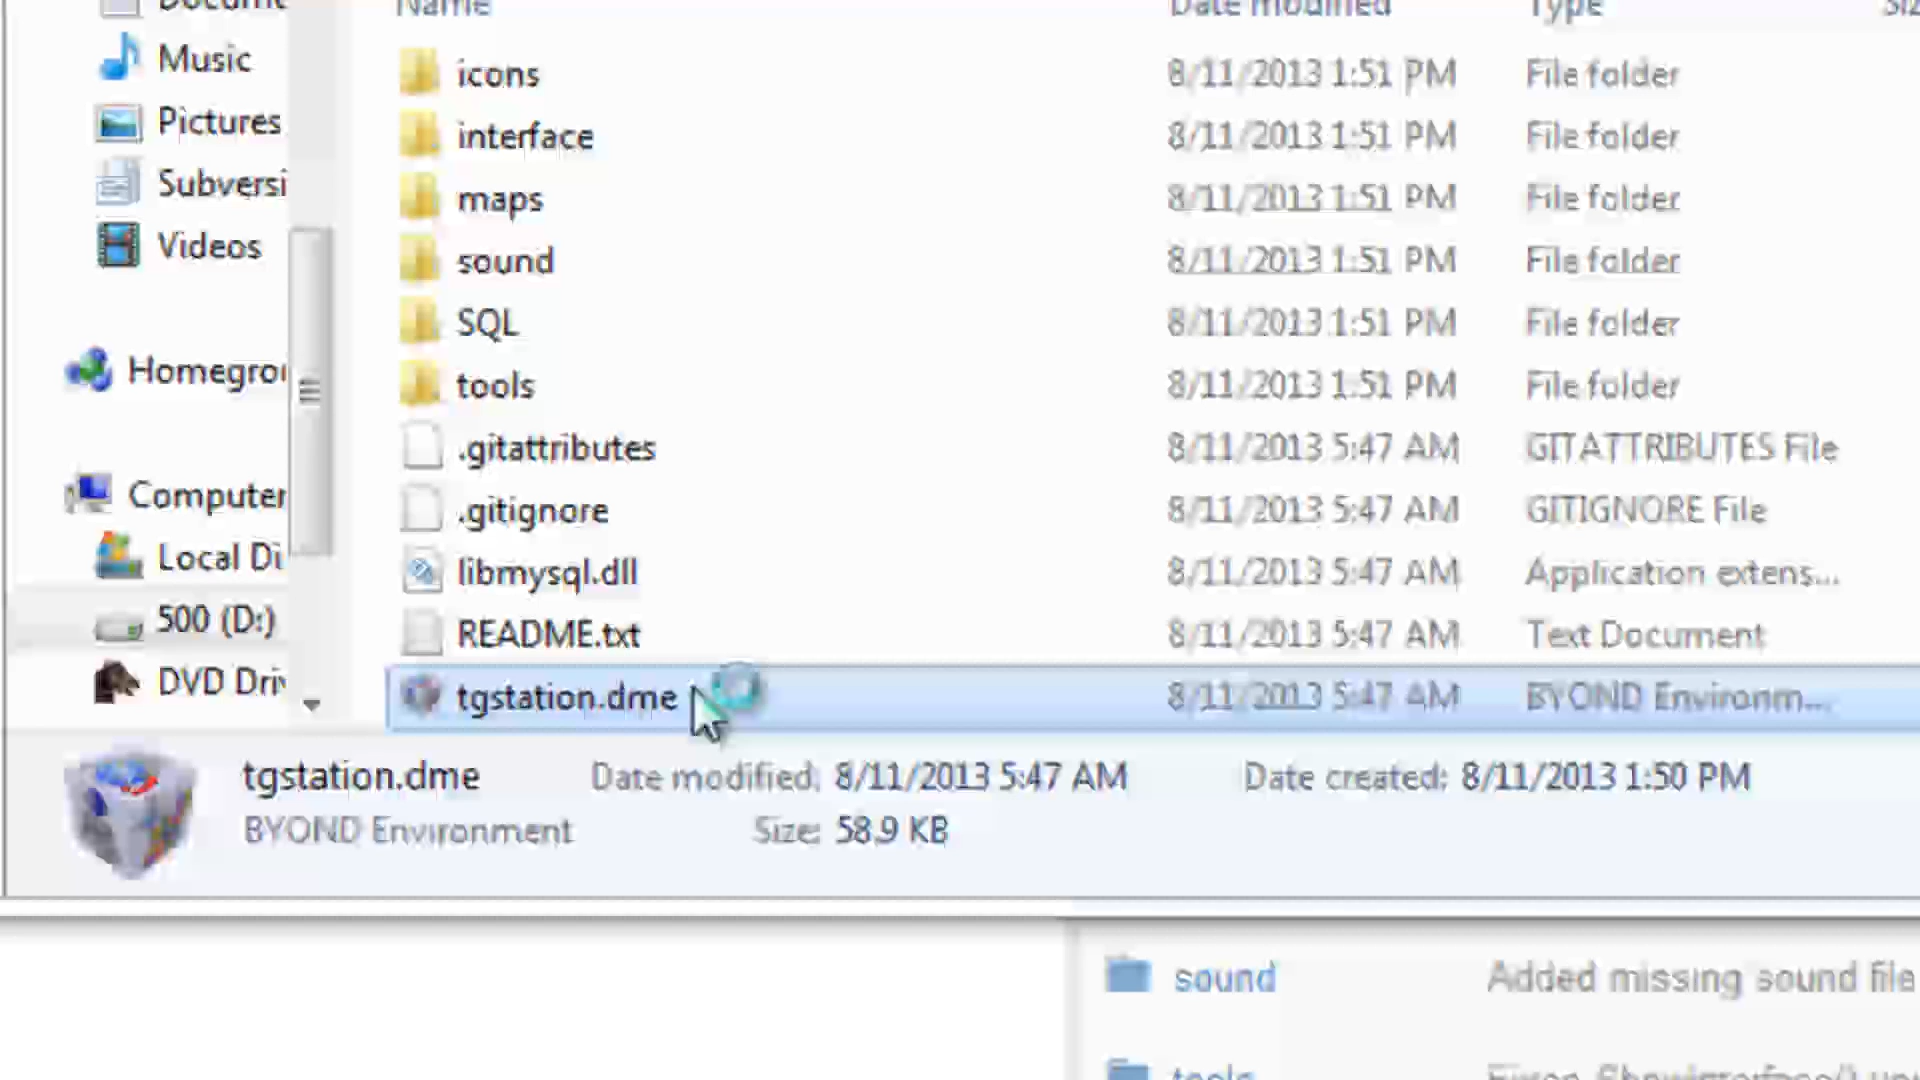 Name Date modified Type
Music
Pictures
Subversi
Videos
Homegrou
Computer
Local Di
500 (D:)
DVD Driv
icons 8/11/2013 1:51 PM File folder
interface 8/11/2013 1:51 PM File folder
maps 8/11/2013 1:51 PM File folder
sound 8/11/2013 1:51 PM File folder
SQL 8/11/2013 1:51 PM File folder
tools 8/11/2013 1:51 PM File folder
.gitattributes 8/11/2013 5:47 AM GITATTRIBUTES File
.gitignore 8/11/2013 5:47 AM GITIGNORE File
libmysql.dll 8/11/2013 5:47 AM Application extens...
README.txt 8/11/2013 5:47 AM Text Document
tgstation.dme 8/11/2013 5:47 AM BYOND Environm...
tgstation.dme Date modified: 8/11/2013 5:47 AM Date created: 8/11/2013 1:50 PM
BYOND Environment Size: 58.9 KB
sound Added missing sound file
tools